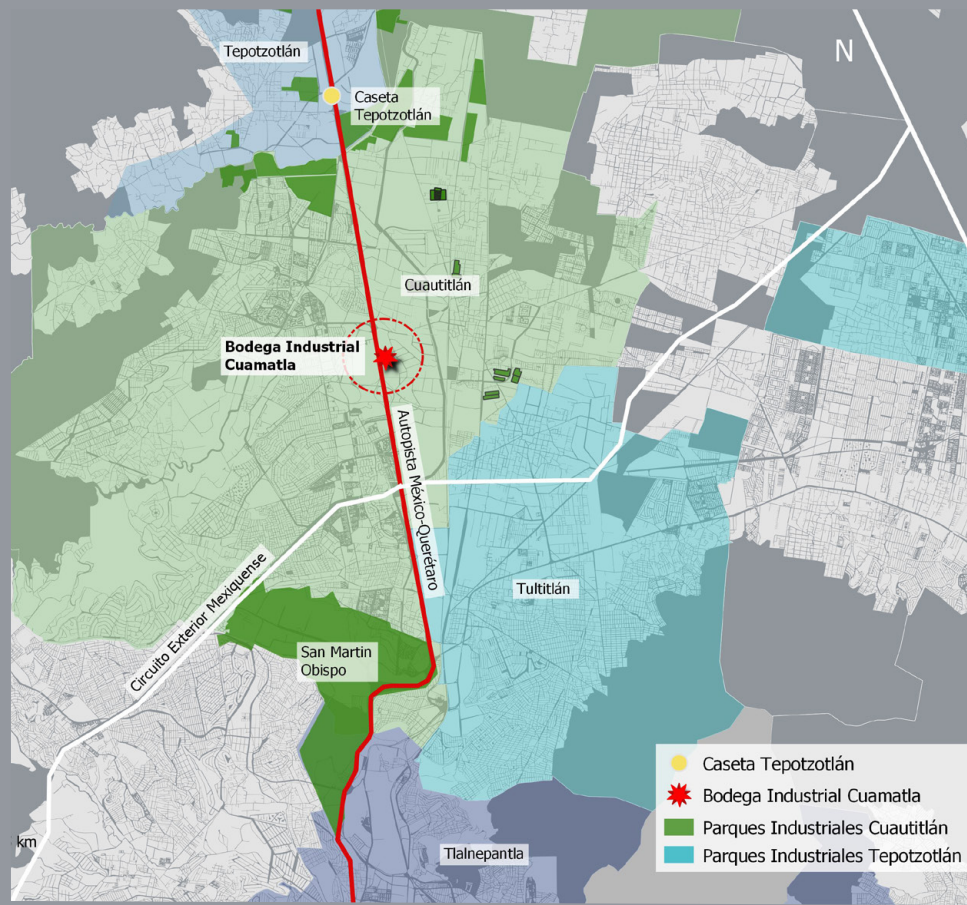 Tepotzotlán
N
Caseta
Tepotzotlán
Cuautitlán
Bodega Industrial
Cuamatla
Autopista México-Querétaro
Circuito Exterior Mexiquense
Tultitlán
San Martin
Obispo
Tlalnepantla
km
Caseta Tepotzotlán
Bodega Industrial Cuamatla
Parques Industriales Cuautitlán
Parques Industriales Tepotzotlán